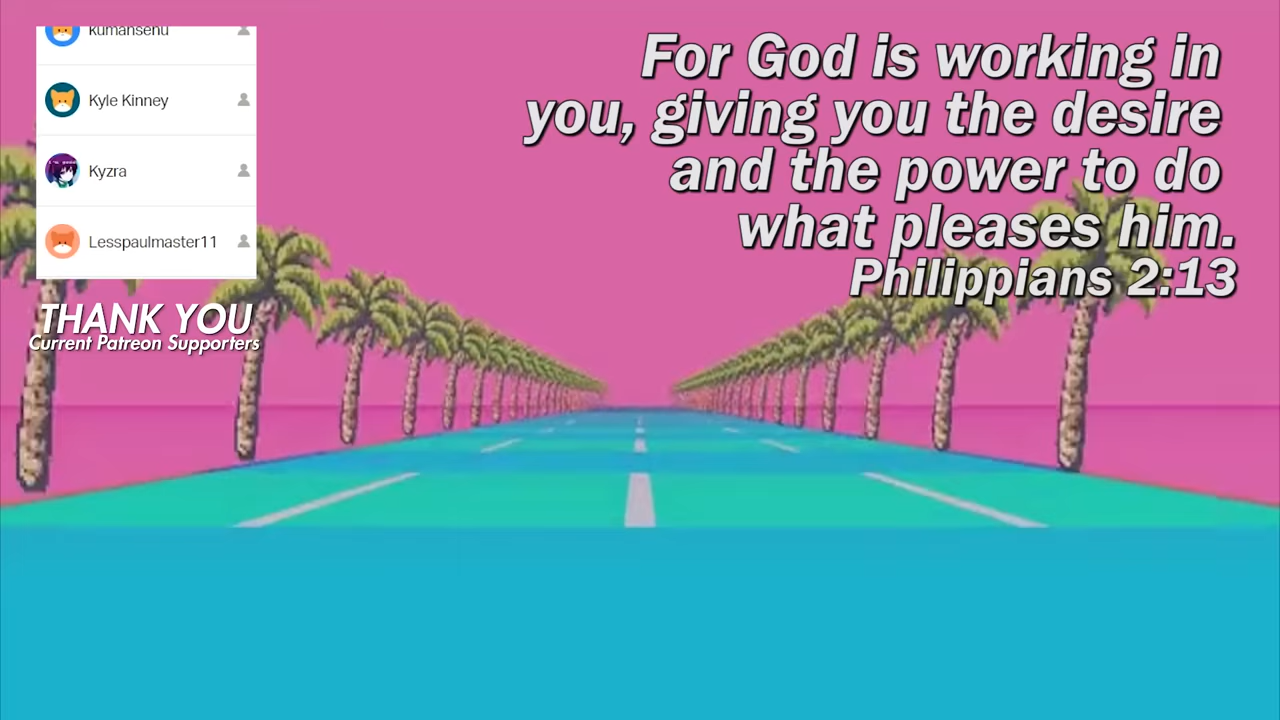 kumansenu
Kyle Kinney
Kyzra
Lesspaulmaster11
THANK YOU
Current Patreon Supporters
For God is working in
you, giving you the desire
and the power to do
what pleases him.
Philippians 2:13